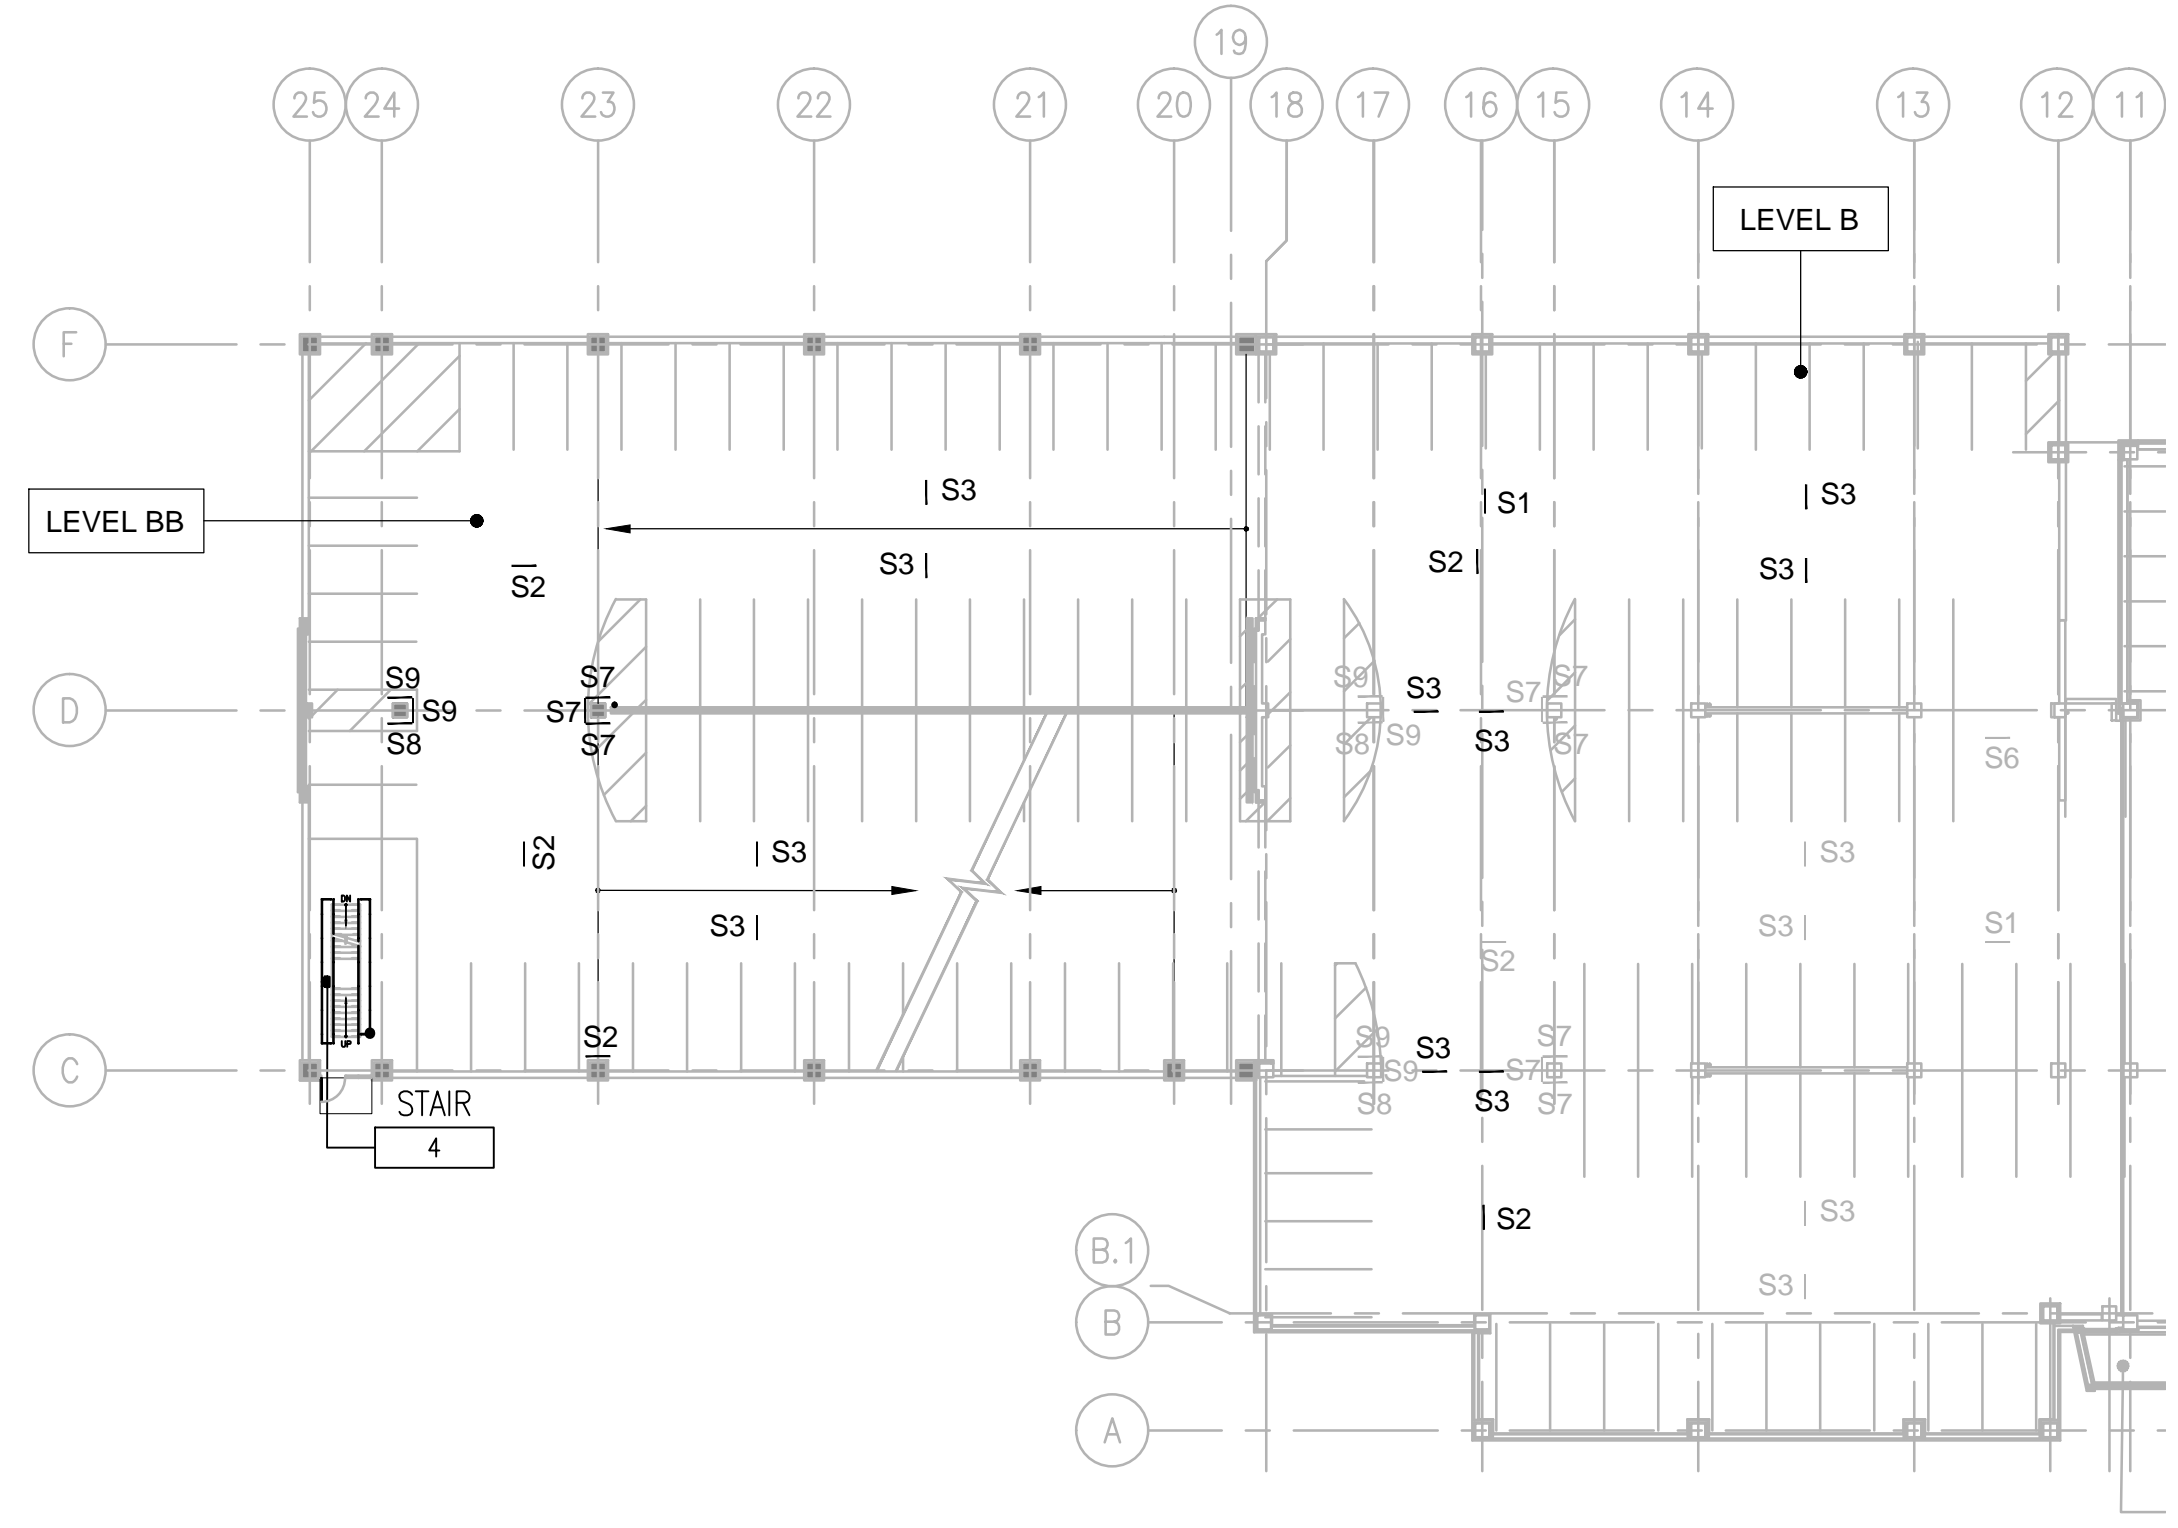 19
25 24 23 22 21 20 18 17 16 15 14 13 12 11
LEVEL B
F
S3 S1 S3
LEVEL BB
S3 S2 S3
S2
S9 S7 S9 S3 S7 S7
D S9 S7
S8 S7 S8 S9 S3 S7 S6
S2 S3 S3
DN
S3 S3 S1
S2
UP
S2 S9 S3 S7
C S9 S7
STAIR S8 S3 S7
4
S2 S3
B.1
S3
B
A